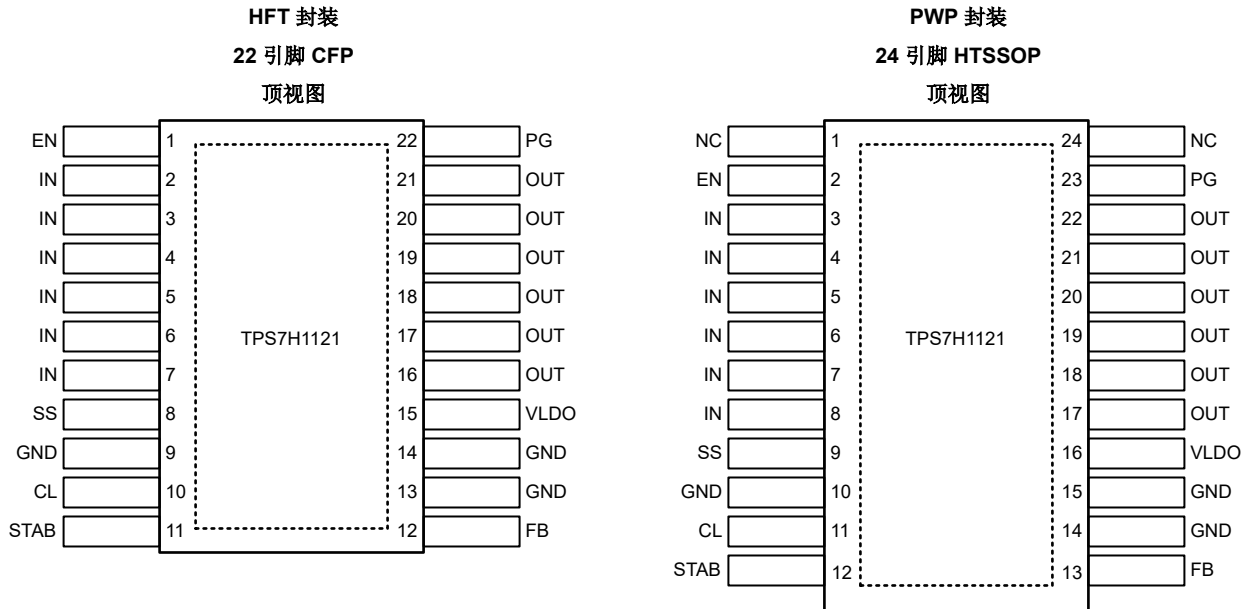 HFT 封装
22 引脚 CFP
顶视图
EN 1 22 PG
IN 2 21 OUT
IN 3 20 OUT
IN 4 19 OUT
IN 5 18 OUT
IN 6 TPS7H1121 17 OUT
IN 7 16 OUT
SS 8 15 VLDO
GND 9 14 GND
CL 10 13 GND
STAB 11 12 FB
PWP 封装
24 引脚 HTSSOP
顶视图
NC 1 24 NC
EN 2 23 PG
IN 3 22 OUT
IN 4 21 OUT
IN 5 20 OUT
IN 6 TPS7H1121 19 OUT
IN 7 18 OUT
IN 8 17 OUT
SS 9 16 VLDO
GND 10 15 GND
CL 11 14 GND
STAB 12 13 FB